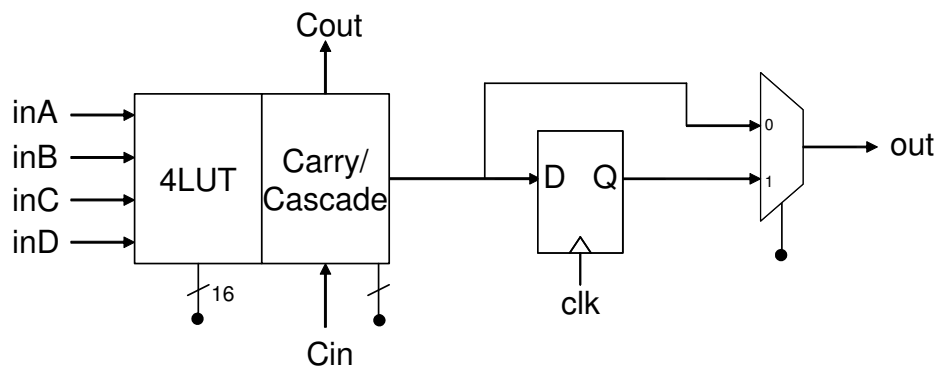 Cout
inA
inB
inC
inD
4LUT
Carry/
Cascade
16
Cin
D Q
clk
0
1
out